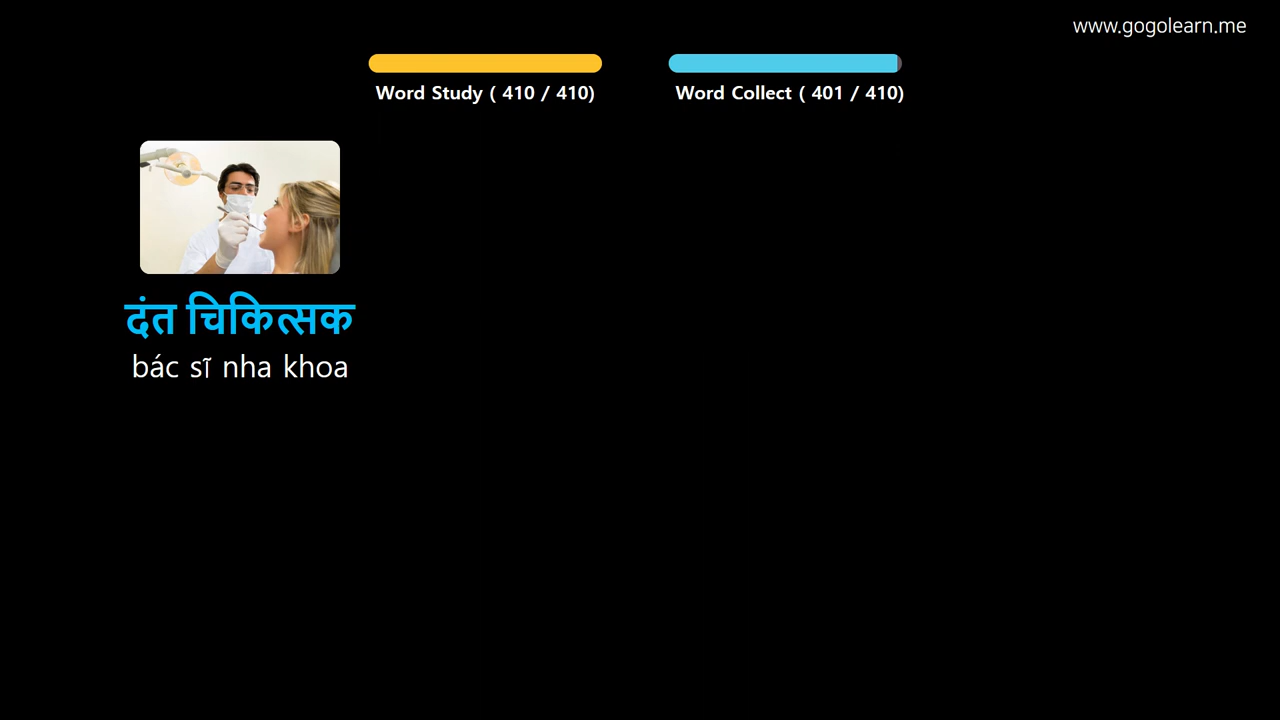 www.gogolearn.me
Word Study ( 410 / 410)
Word Collect ( 401 / 410)
दंत चिकित्सक
bác sĩ nha khoa